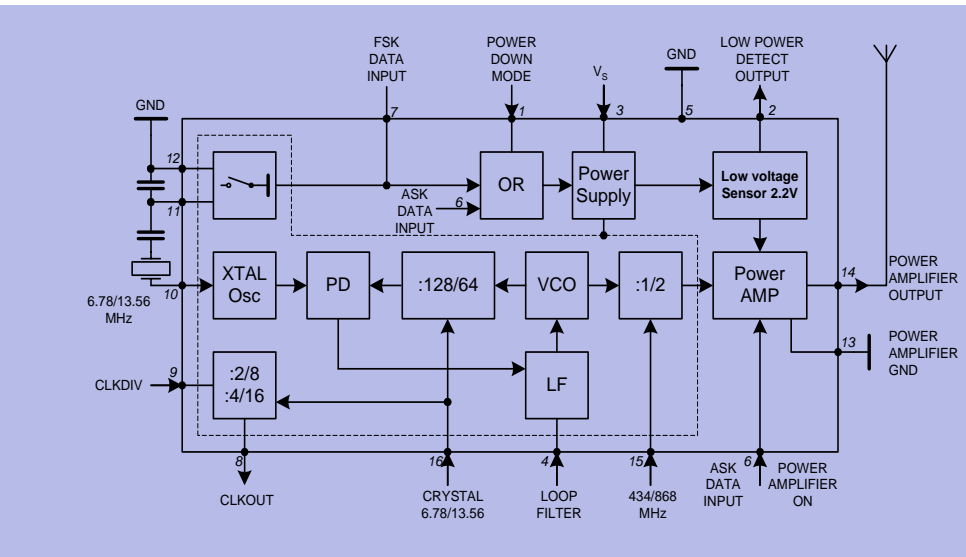 FSK
DATA
INPUT
POWER
DOWN
MODE
VS
GND
LOW POWER
DETECT
OUTPUT
GND
7
1
3
5
2
12
11
OR
Power
Supply
Low voltage
Sensor 2.2V
ASK
DATA
INPUT
6
XTAL
Osc
PD
:128/64
VCO
:1/2
Power
AMP
14
POWER
AMPLIFIER
OUTPUT
10
6.78/13.56
MHz
13
POWER
AMPLIFIER
GND
CLKDIV
9
:2/8
:4/16
LF
8
16
4
15
6
CLKOUT
CRYSTAL
6.78/13.56
LOOP
FILTER
434/868
MHz
ASK
DATA
INPUT
POWER
AMPLIFIER
ON